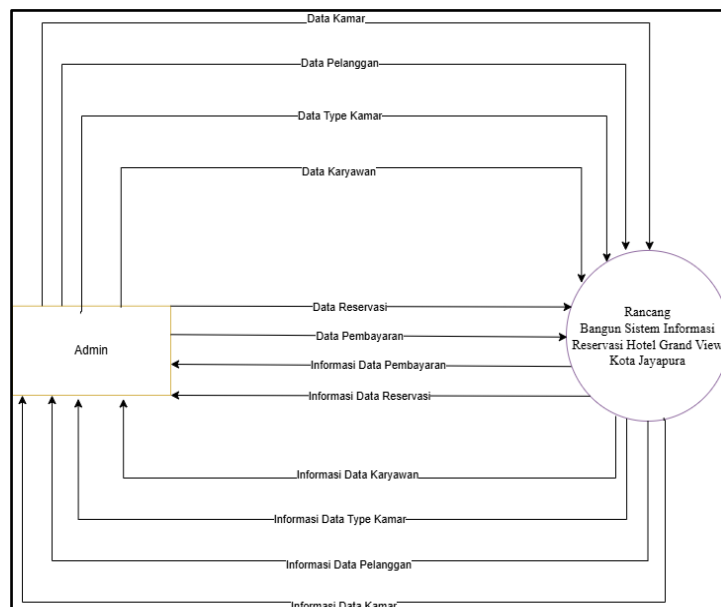 Data Kamar
Data Pelanggan
Data Type Kamar
Data Karyawan
Admin
Data Reservasi
Data Pembayaran
Informasi Data Pembayaran
Informasi Data Reservasi
Rancang
Bangun Sistem Informasi
Reservasi Hotel Grand View
Kota Jayapura
Informasi Data Karyawan
Informasi Data Type Kamar
Informasi Data Pelanggan
Informasi Data Kamar